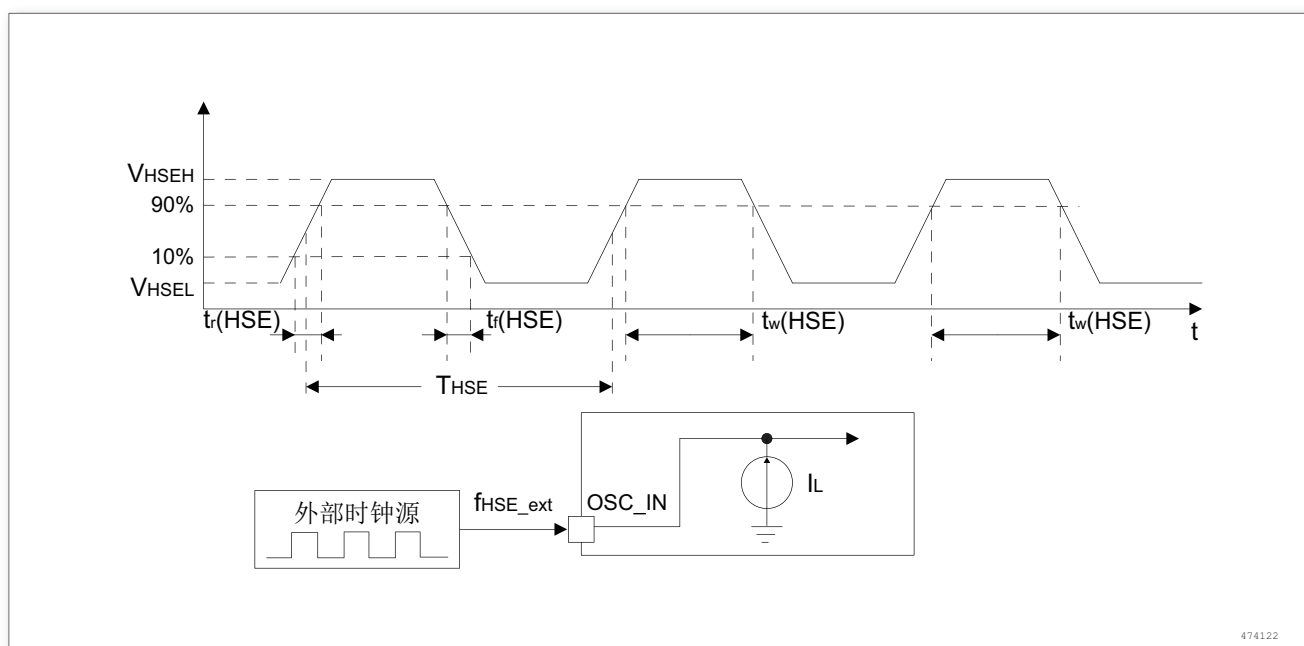 VHSEH
90%
10%
VHSEL
tr(HSE)
tf(HSE)
tw(HSE)
tw(HSE)
t
THSE
外部时钟源
fHSE_ext
OSC_IN
IL
474122